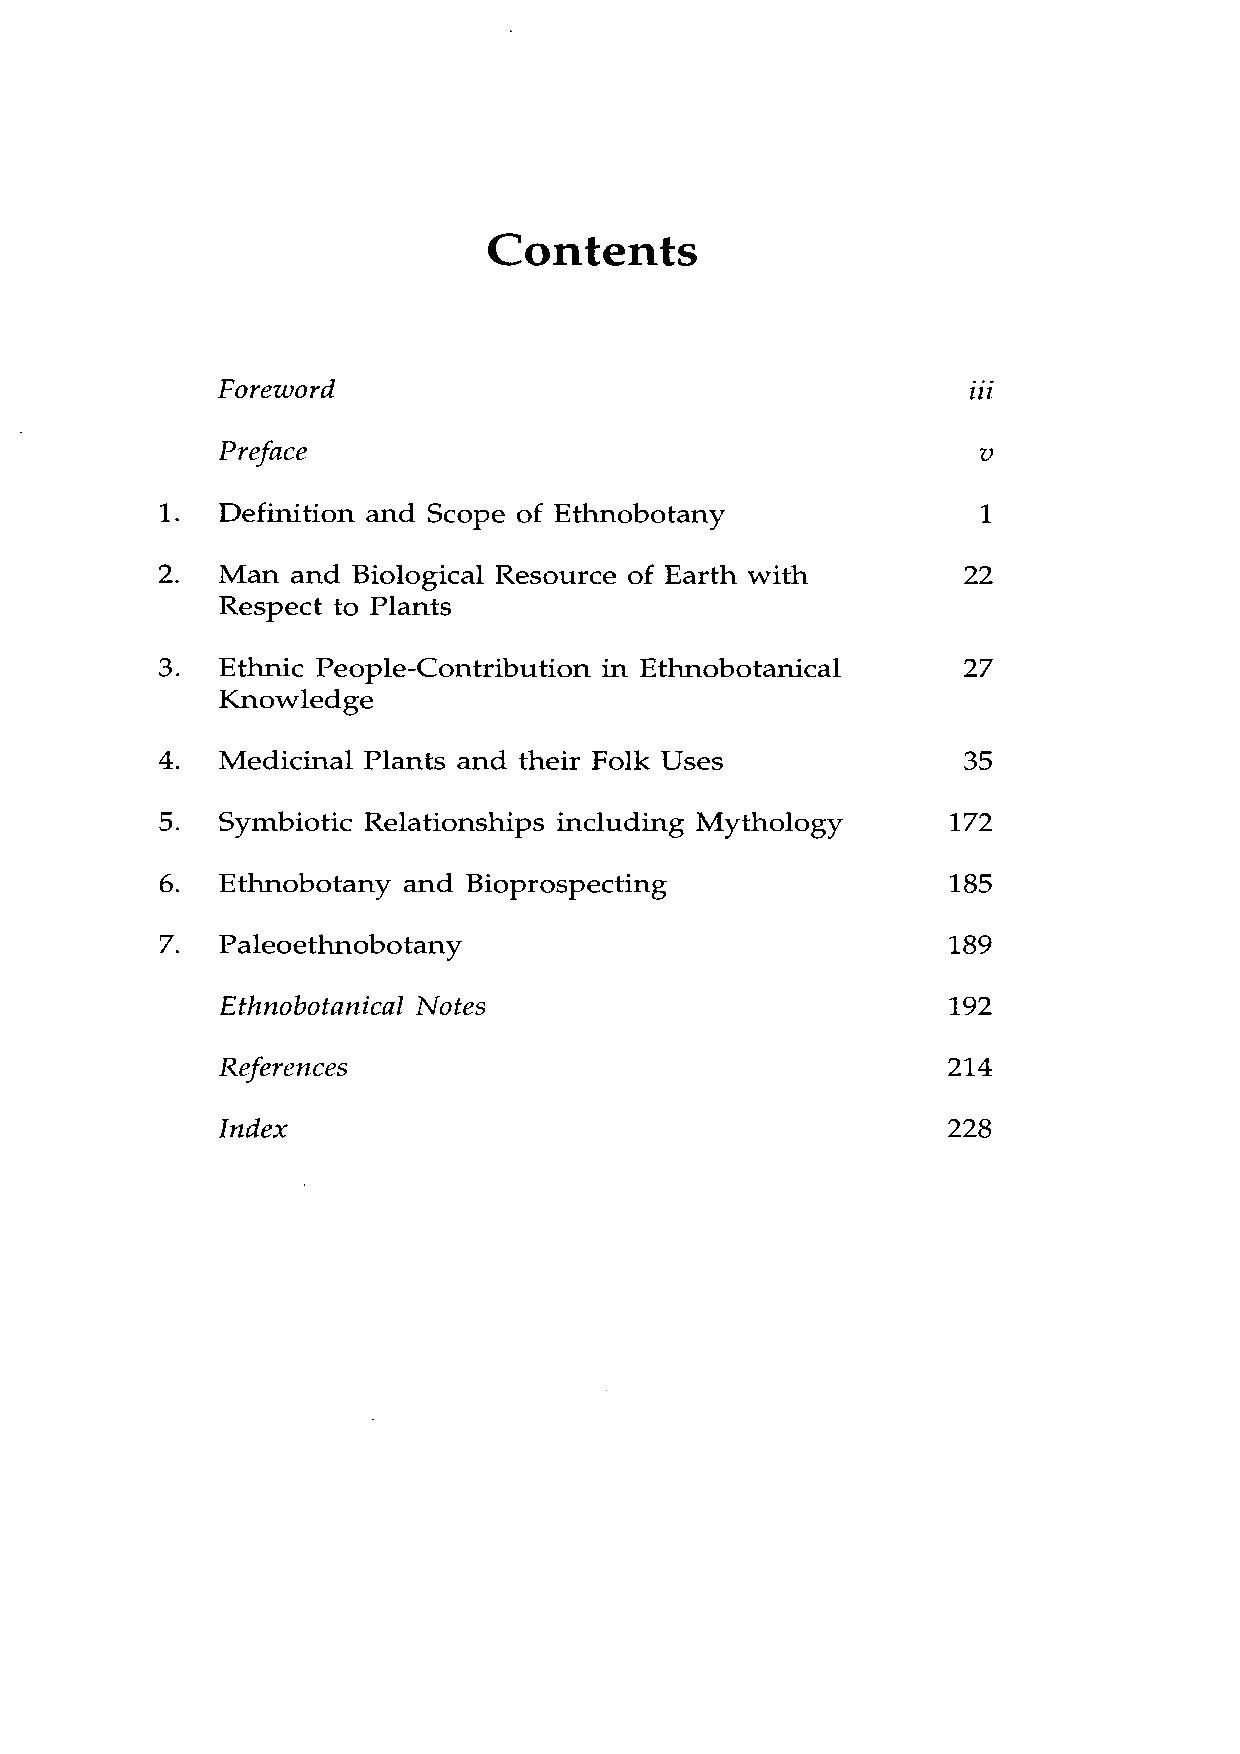 Contents
Foreword iii
Preface v
1. Definition and Scope of Ethnobotany 1
2. Man and Biological Resource of Earth with 22
Respect to Plants
3. Ethnic People-Contribution in Ethnobotanical 27
Knowledge
4. Medicinal Plants and their Folk Uses 35
5. Symbiotic Relationships including Mythology 172
6. Ethnobotany and Bioprospecting 185
7. Paleoethnobotany 189
Ethnobotanical Notes 192
References 214
Index 228